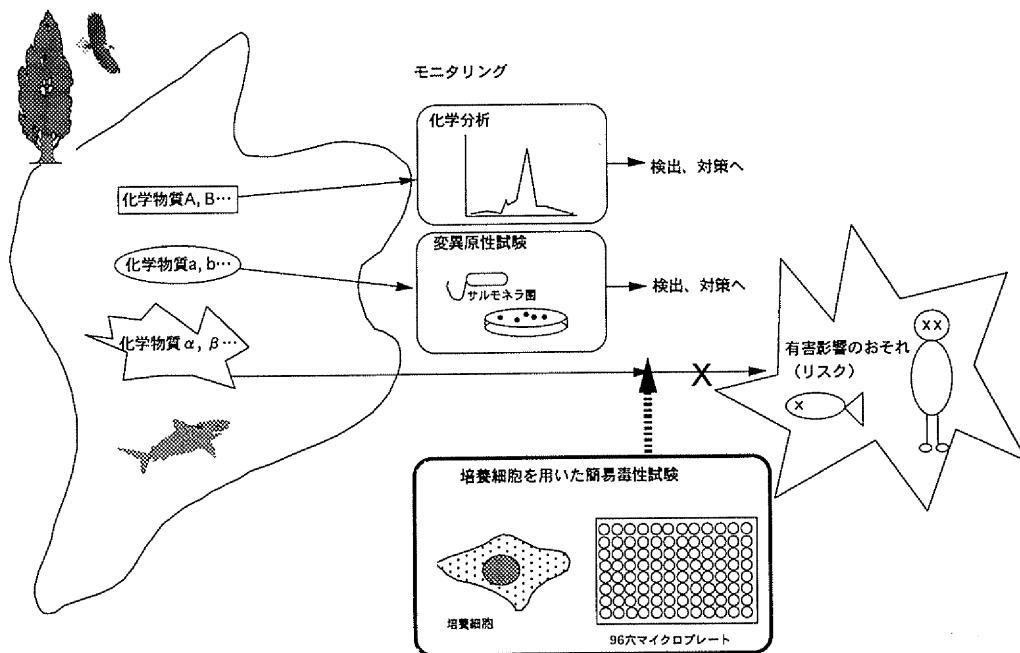 モニタリング
化学分析
検出、対策へ
化学物質A, B…
変異原性試験
化学物質a, b…
サルモネラ菌
検出、対策へ
化学物質α, β…
X
有害影響のおそれ
（リスク）
xx
x
培養細胞を用いた簡易毒性試験
培養細胞
96穴マイクロプレート